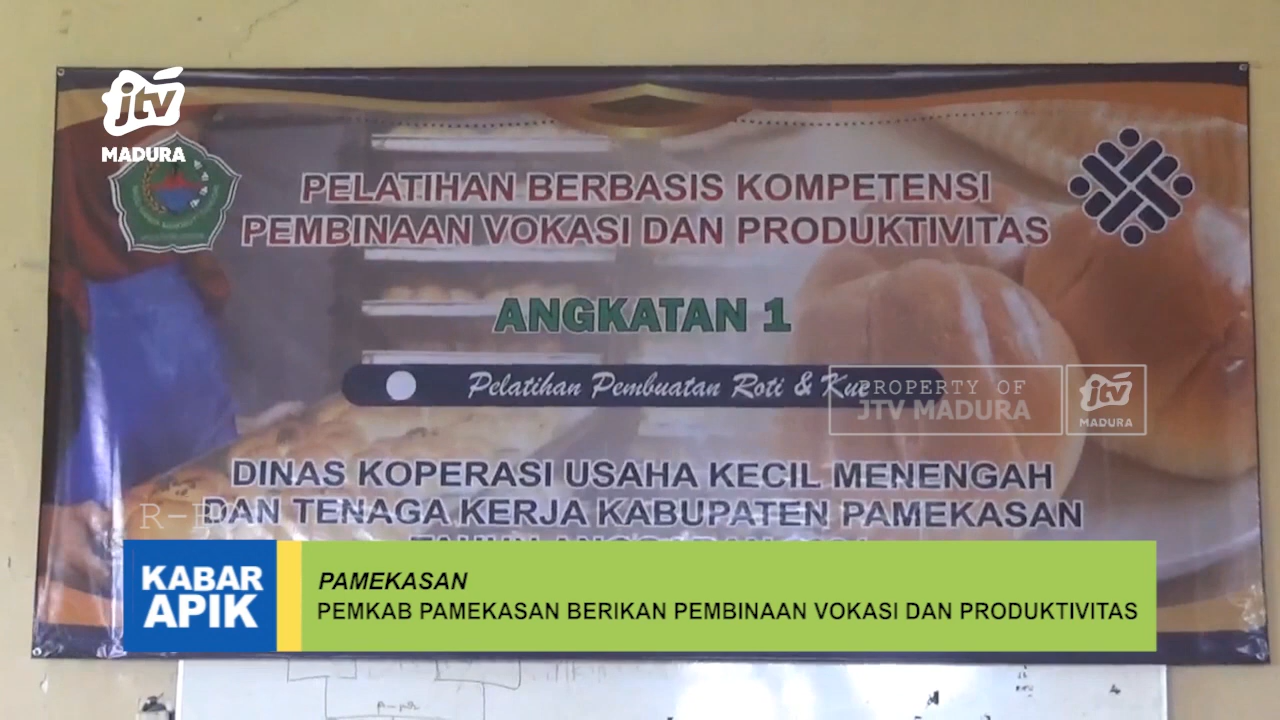 jtv
MADURA
PELATIHAN BERBASIS KOMPETENSI
PEMBINAAN VOKASI DAN PRODUKTIVITAS
ANGKATAN 1
Pelatihan Pembuatan Roti & Kue
PROPERTY OF
JTV MADURA
jtv
MADURA
DINAS KOPERASI USAHA KECIL MENENGAH
DAN TENAGA KERJA KABUPATEN PAMEKASAN
KABAR
APIK
PAMEKASAN
PEMKAB PAMEKASAN BERIKAN PEMBINAAN VOKASI DAN PRODUKTIVITAS